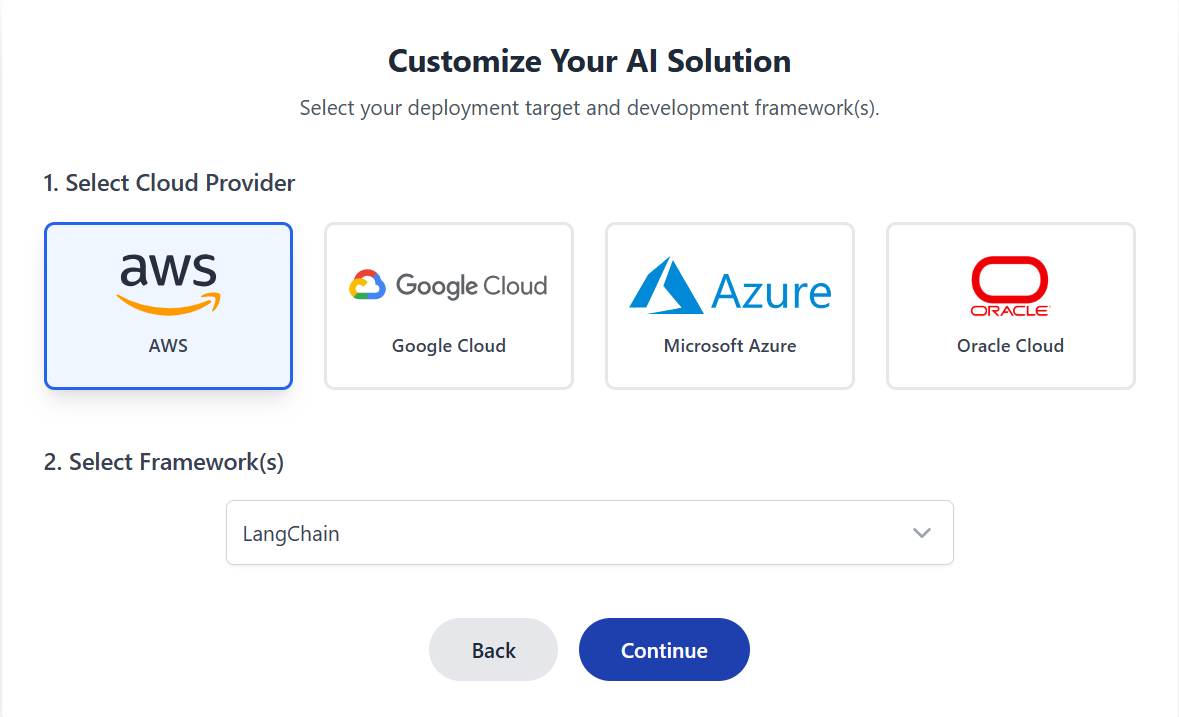 Customize Your AI Solution
Select your deployment target and development framework(s).
1. Select Cloud Provider
aws
AWS
Google Cloud
Google Cloud
Azure
Microsoft Azure
ORACLE
Oracle Cloud
2. Select Framework(s)
LangChain
Back
Continue